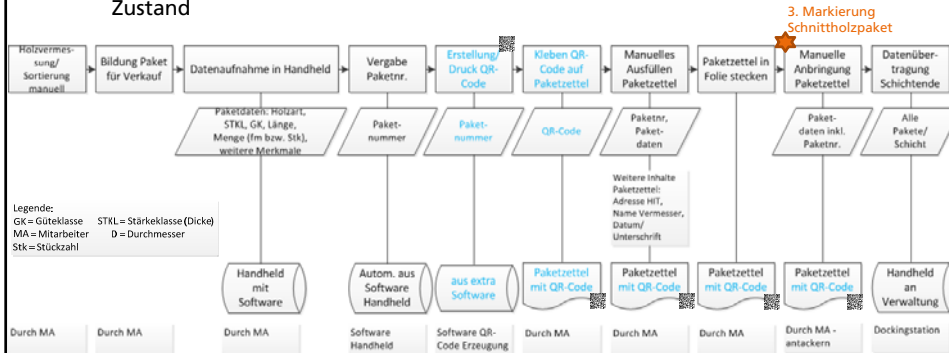 Zustand
3. Markierung
Schnittholzpaket
Holzvermes-
sung/
Sortierung
manuell
Bildung Paket
für Verkauf
Datenaufnahme in Handheld
Vergabe
Paketnr.
Erstellung/
Druck QR-
Code
Kleben QR-
Code auf
Paketzettel
Manuelles
Ausfüllen
Paketzettel
Paketzettel in
Folie stecken
Manuelle
Anbringung
Paketzettel
Datenüber-
tragung
Schichtende
Paketdaten: Holzart,
STKL, GK, Länge,
Menge (fm bzw. Stk),
weitere Merkmale
Paket-
nummer
Paket-
nummer
QR-Code
Paketnr,
Paket-
daten
Paket-
daten inkl.
Paketnr.
Alle
Pakete/
Schicht
Weitere Inhalte
Paketzettel:
Adresse HIT,
Name Vermesser,
Datum/
Unterschrift
Legende:
GK = Güteklasse STKL = Stärkeklasse (Dicke)
MA = Mitarbeiter D = Durchmesser
Stk = Stückzahl
Handheld
mit
Software
Autom. aus
Software
Handheld
aus extra
Software
Paketzettel
mit QR-Code
Paketzettel
mit QR-Code
Paketzettel
mit QR-Code
Paketzettel
mit QR-Code
Handheld
an
Verwaltung
Durch MA
Durch MA
Durch MA
Software
Handheld
Software QR-
Code Erzeugung
Durch MA
Durch MA
Durch MA
Durch MA -
antackern
Dockingstation